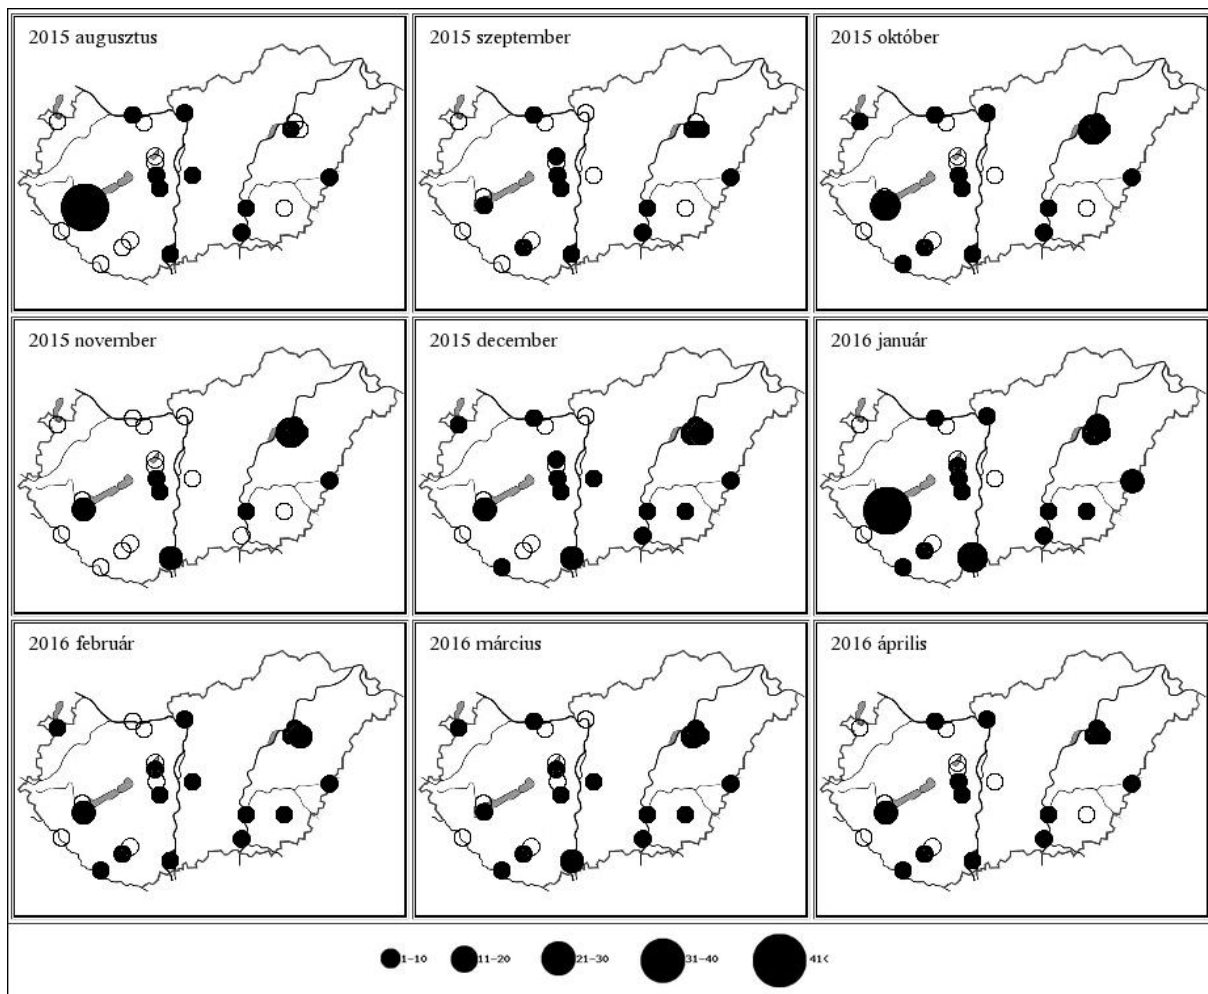 2015 augusztus
2015 szeptember
2015 október
2015 november
2015 december
2016 január
2016 február
2016 március
2016 április
1-10
11-20
21-30
31-40
41<